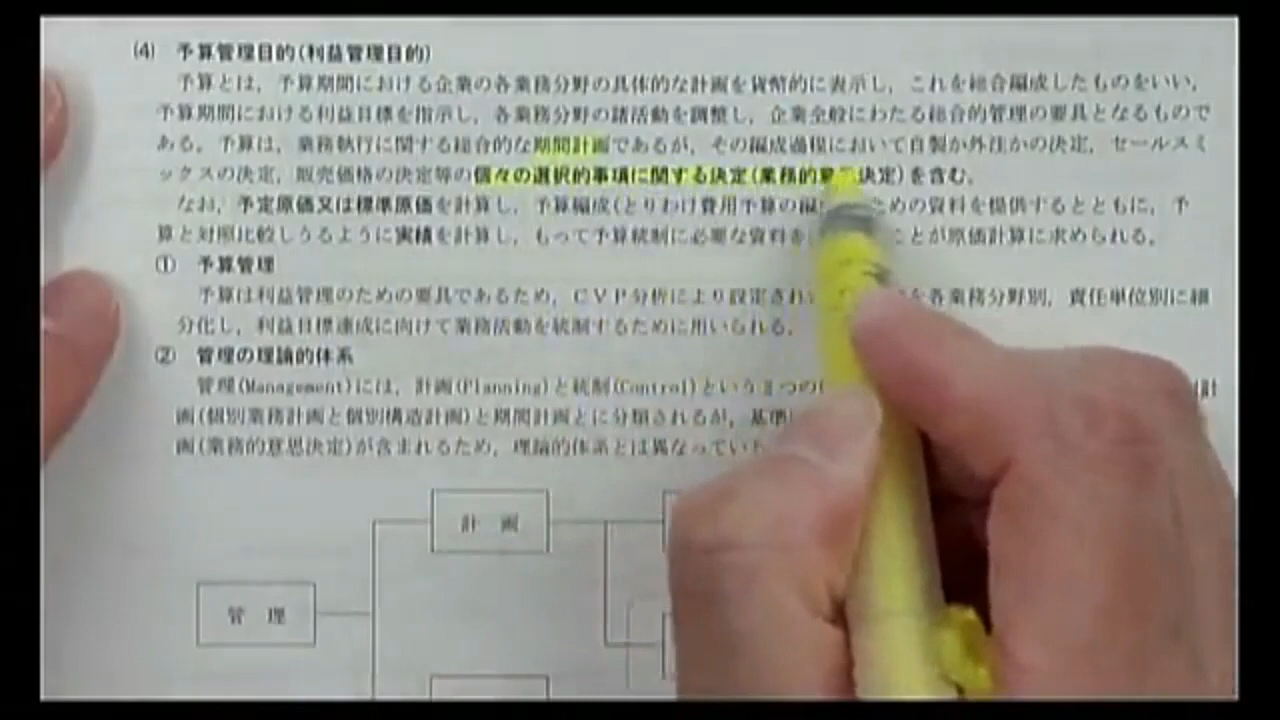 (4) 予算管理目的(利益管理目的)
予算とは，予算期間における企業の各業務分野の具体的な計画を貨幣的に表示し，これを総合編成したものをいい，
予算期間における利益目標を指示し，各業務分野の諸活動を調整し，企業全般にわたる総合的管理の要具となるもので
ある。予算は，業務執行に関する総合的な期間計画であるが，その編成過程において自製か外注かの決定，セールスミ
ックスの決定，販売価格の決定等の個々の選択的事項に関する決定(業務的意思決定)を含む。
なお，予定原価又は標準原価を計算し，予算編成(とりわけ費用予算の編 ための資料を提供するとともに，予
算と対照比較しうるように実績を計算し，もって予算統制に必要な資料を ことが原価計算に求められる。
① 予算管理
予算は利益管理のための要具であるため，ＣＶＰ分析により設定され を各業務分野別，責任単位別に細
分化し，利益目標達成に向けて業務活動を統制するために用いられる。
② 管理の理論的体系
管理(Management)には，計画(Planning)と統制(Control)という２つの 計
画(個別業務計画と個別構造計画)と期間計画とに分類されるが，基準
画(業務的意思決定)が含まれるため，理論的体系とは異なってい
計 画
管 理